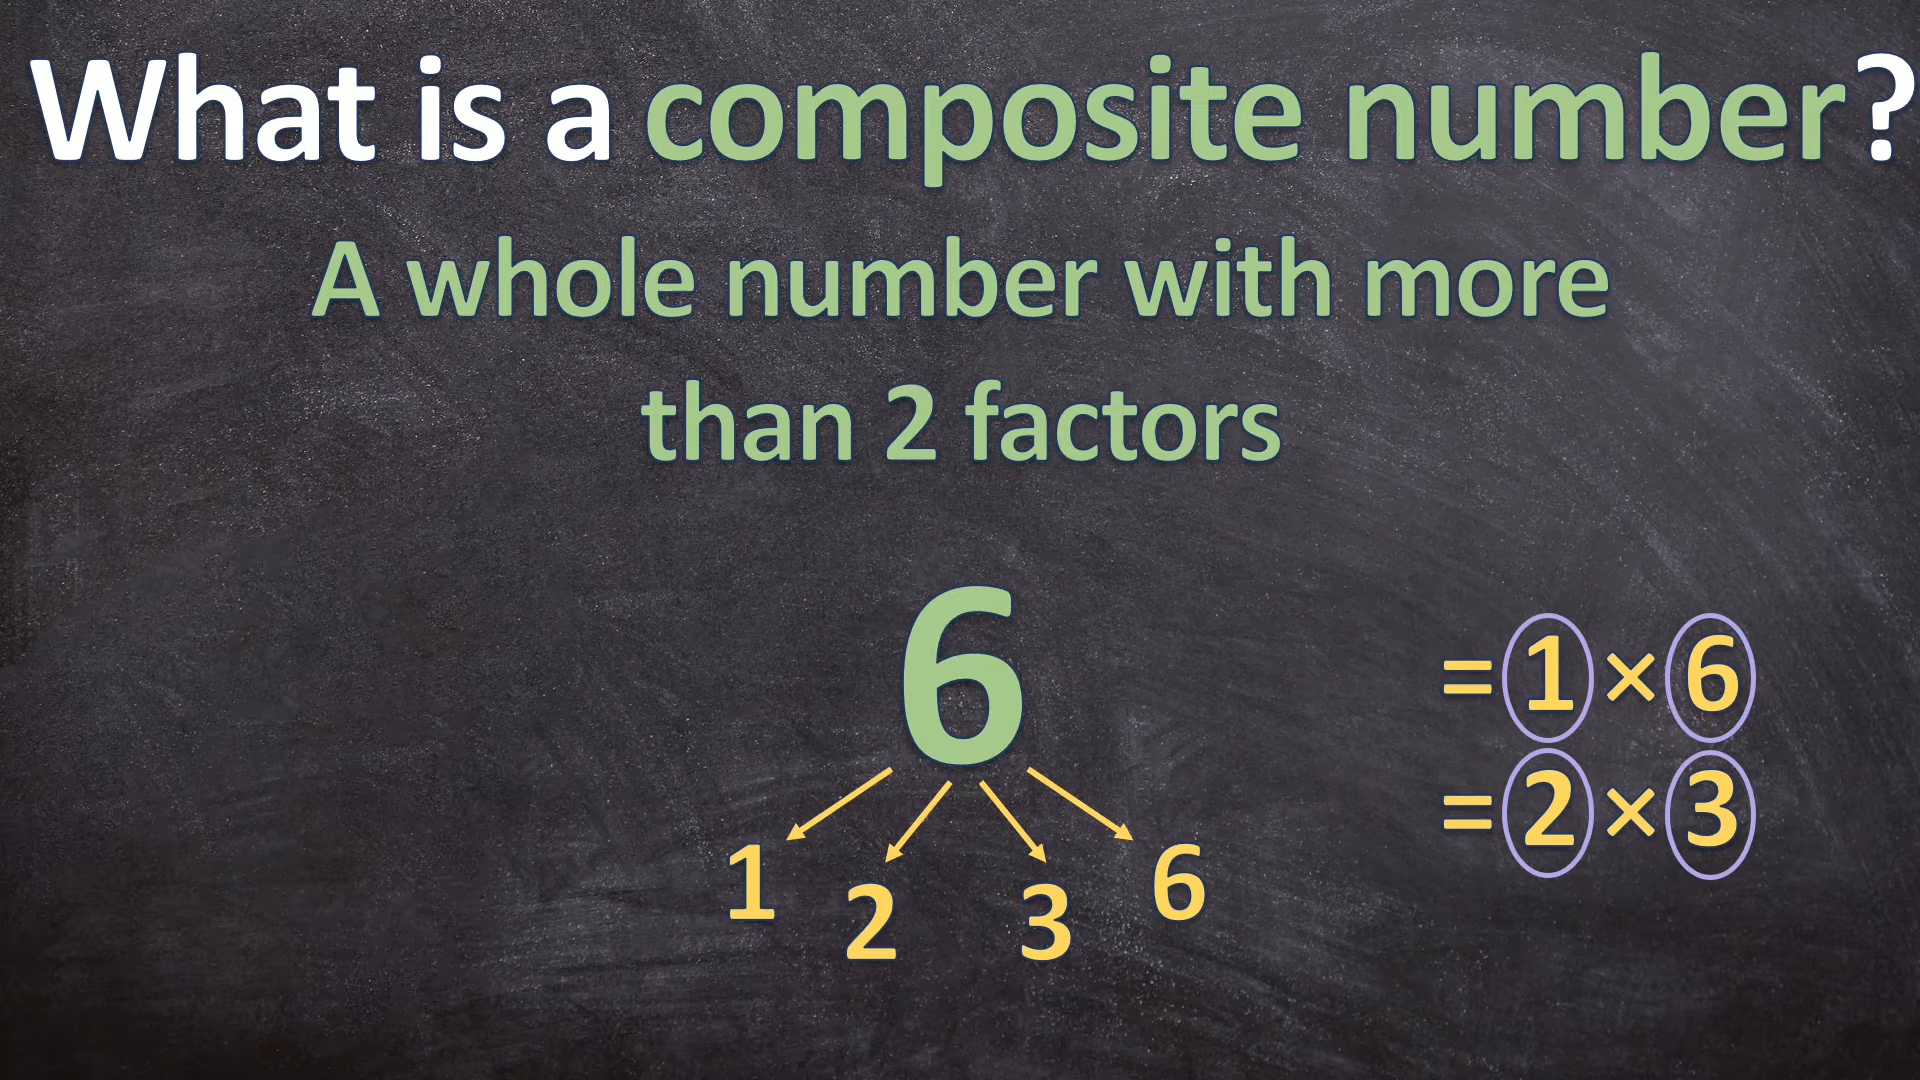 What is a composite number?
A whole number with more
than 2 factors
6
1 2 3 6
=1×6
=2×3